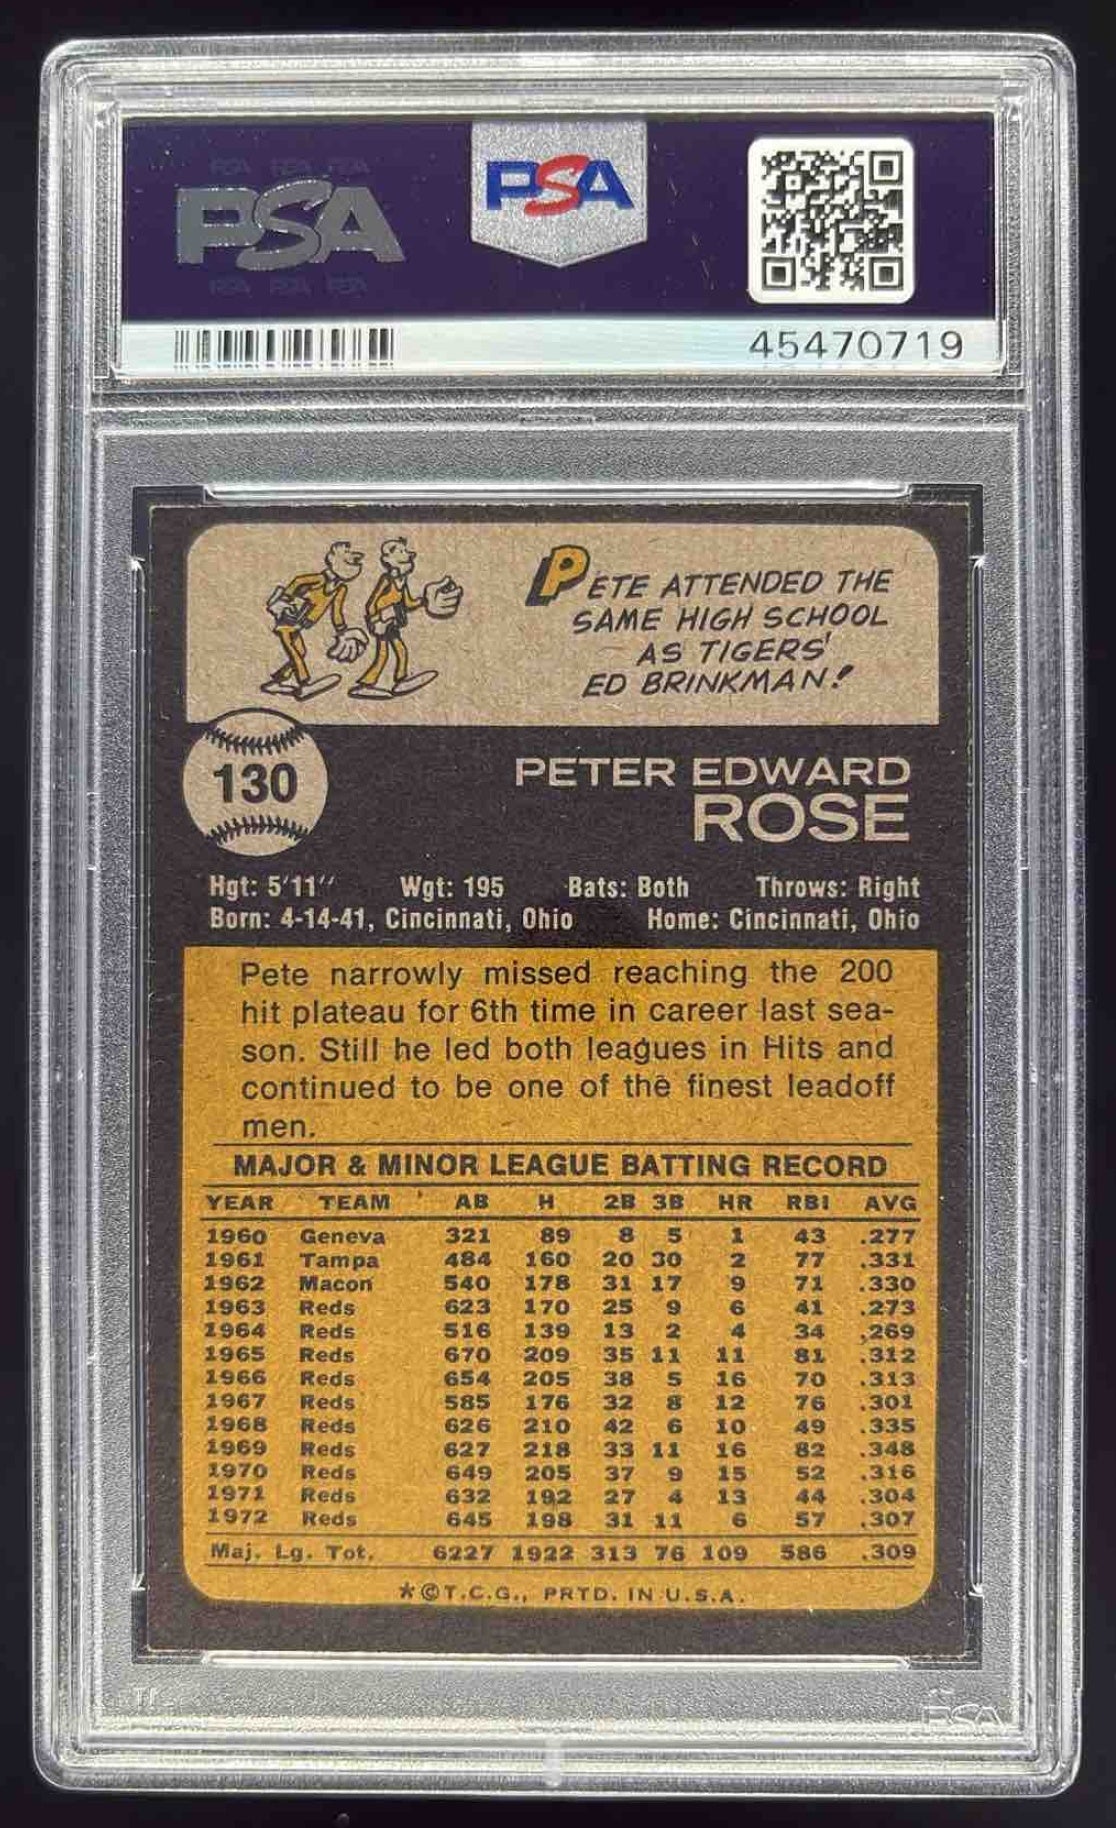 PSA PSA PSA
PSA
PSA PSA PSA
PSA
45470719
PETE ATTENDED THE
SAME HIGH SCHOOL
AS TIGERS'
ED BRINKMAN!
130
PETER EDWARD
ROSE
Hgt: 5'11" Wgt: 195 Bats: Both Throws: Right
Born: 4-14-41, Cincinnati, Ohio Home: Cincinnati, Ohio
Pete narrowly missed reaching the 200
hit plateau for 6th time in career last sea-
son. Still he led both leagues in Hits and
continued to be one of the finest leadoff
men.
MAJOR & MINOR LEAGUE BATTING RECORD
YEAR TEAM AB H 2B 3B HR RBI AVG
1960 Geneva 321 89 8 5 1 43 .277
1961 Tampa 484 160 20 30 2 77 .331
1962 Macon 540 178 31 17 9 71 .330
1963 Reds 623 170 25 9 6 41 .273
1964 Reds 516 139 13 2 4 34 .269
1965 Reds 670 209 35 11 11 81 .312
1966 Reds 654 205 38 5 16 70 .313
1967 Reds 585 176 32 8 12 76 .301
1968 Reds 626 210 42 6 10 49 .335
1969 Reds 627 218 33 11 16 82 .348
1970 Reds 649 205 37 9 15 52 .316
1971 Reds 632 192 27 4 13 44 .304
1972 Reds 645 198 31 11 6 57 .307
Maj. Lg. Tot. 6227 1922 313 76 109 586 .309
*©T.C.G., PRTD. IN U.S.A.
PSA